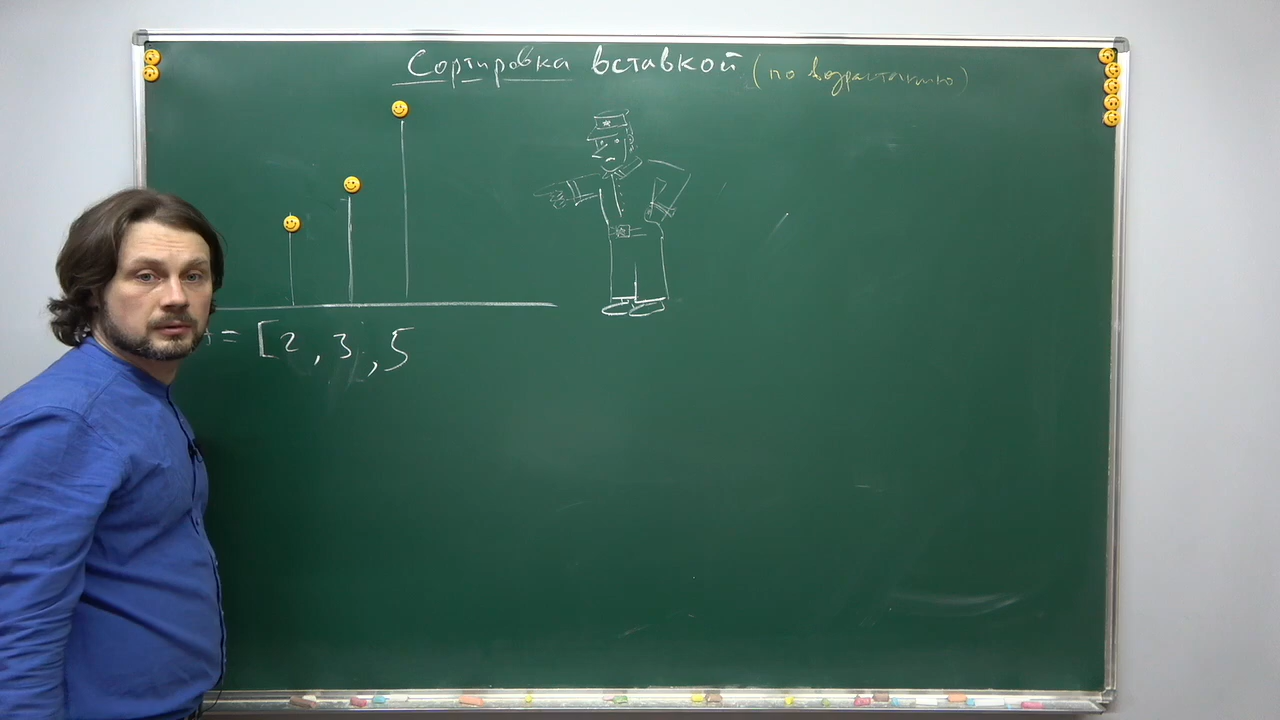 Сортировка вставкой (по возрастанию)
= [2, 3, 5